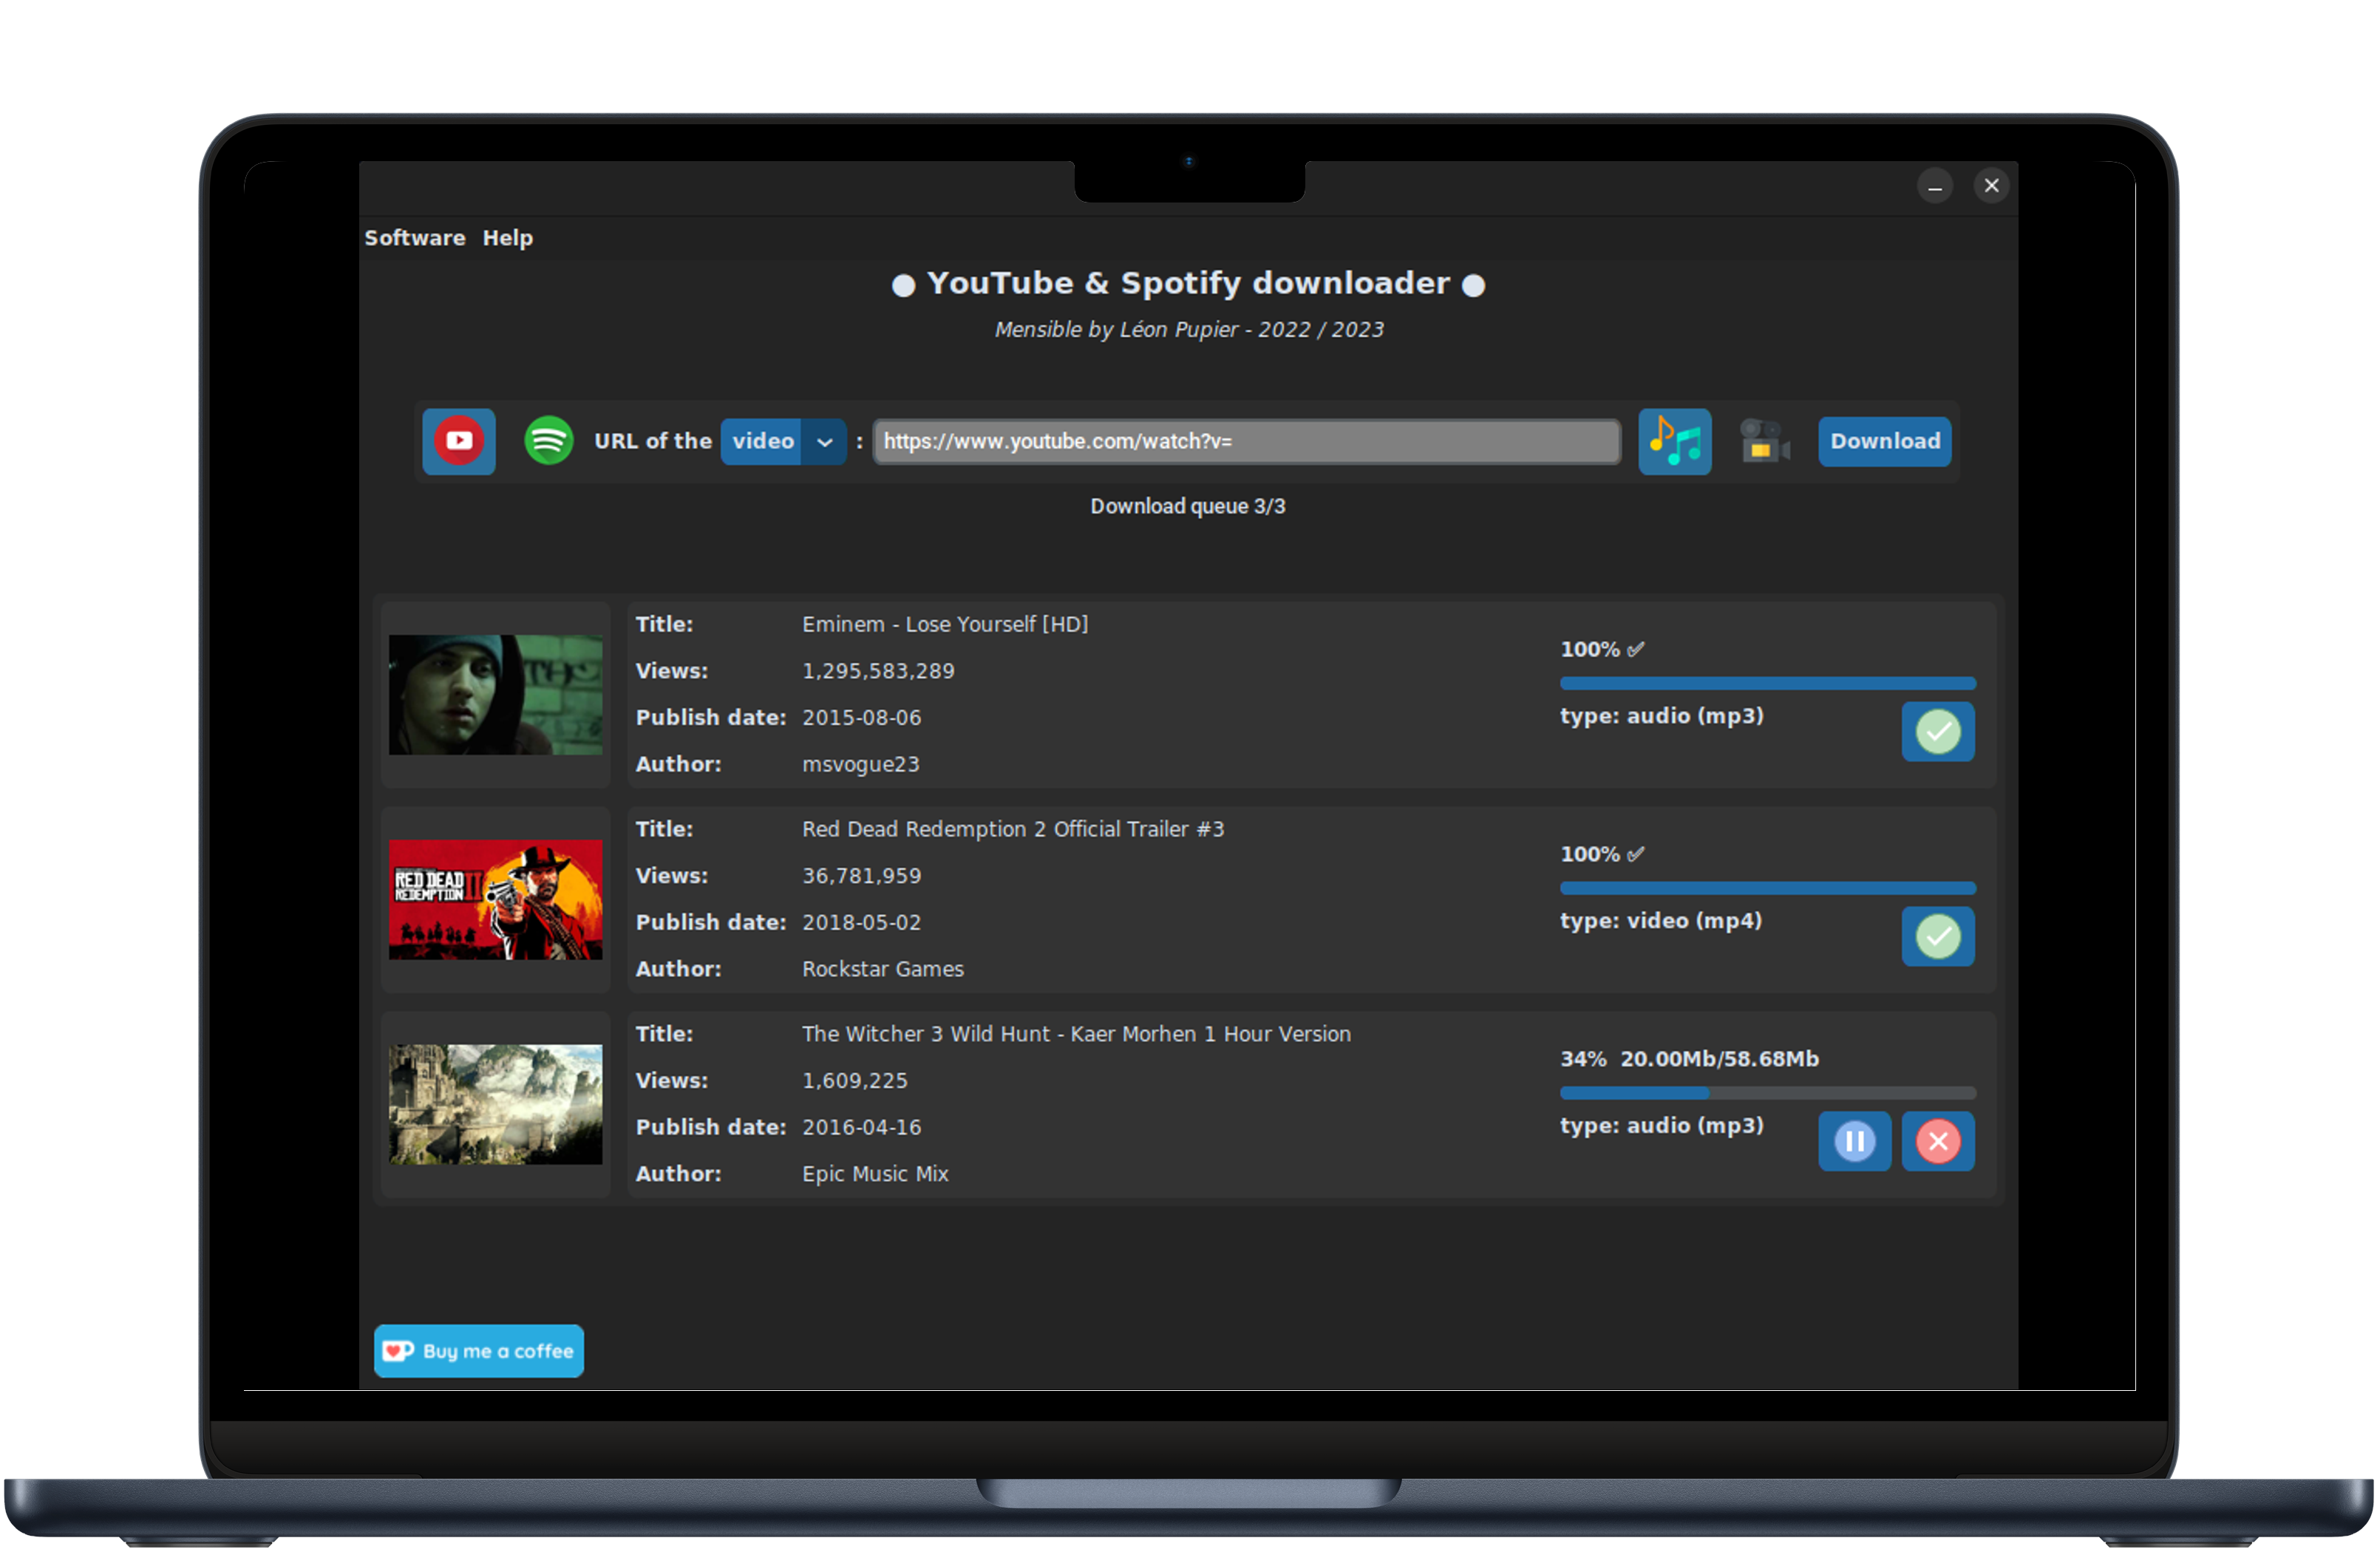 Software Help
● YouTube & Spotify downloader ●
Mensible by Léon Pupier - 2022 / 2023
URL of the video : https://www.youtube.com/watch?v= Download
Download queue 3/3
Title: Eminem - Lose Yourself [HD]
Views: 1,295,583,289
Publish date: 2015-08-06
Author: msvogue23
100% ✅
type: audio (mp3)
RED DEAD
REDEMPTION II
Title: Red Dead Redemption 2 Official Trailer #3
Views: 36,781,959
Publish date: 2018-05-02
Author: Rockstar Games
100% ✅
type: video (mp4)
Title: The Witcher 3 Wild Hunt - Kaer Morhen 1 Hour Version
Views: 1,609,225
Publish date: 2016-04-16
Author: Epic Music Mix
34% 20.00Mb/58.68Mb
type: audio (mp3)
Buy me a coffee